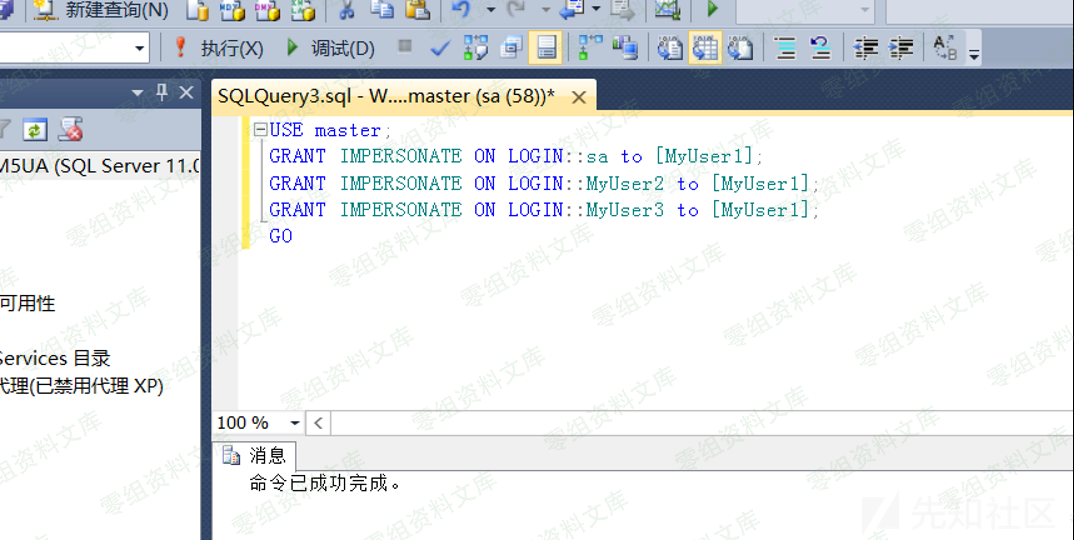 新建查询(N)
执行(X)
调试(D)
SQLQuery3.sql - W....master (sa (58))*
M5UA (SQL Server 11.0
USE master;
GRANT IMPERSONATE ON LOGIN::sa to [MyUser1];
GRANT IMPERSONATE ON LOGIN::MyUser2 to [MyUser1];
GRANT IMPERSONATE ON LOGIN::MyUser3 to [MyUser1];
GO
可用性
Services 目录
代理(已禁用代理 XP)
100 %
消息
命令已成功完成。
零组资料文库
先知社区